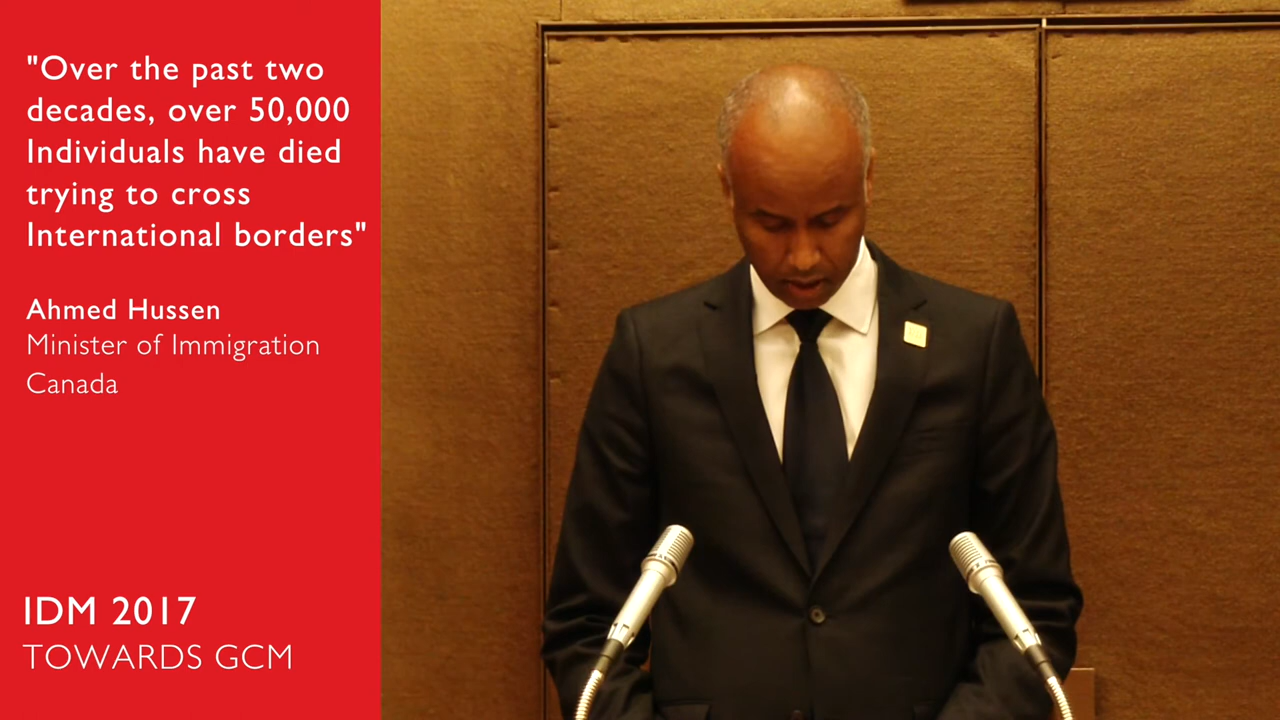 "Over the past two
decades, over 50,000
Individuals have died
trying to cross
International borders"
Ahmed Hussen
Minister of Immigration
Canada
IDM 2017
TOWARDS GCM